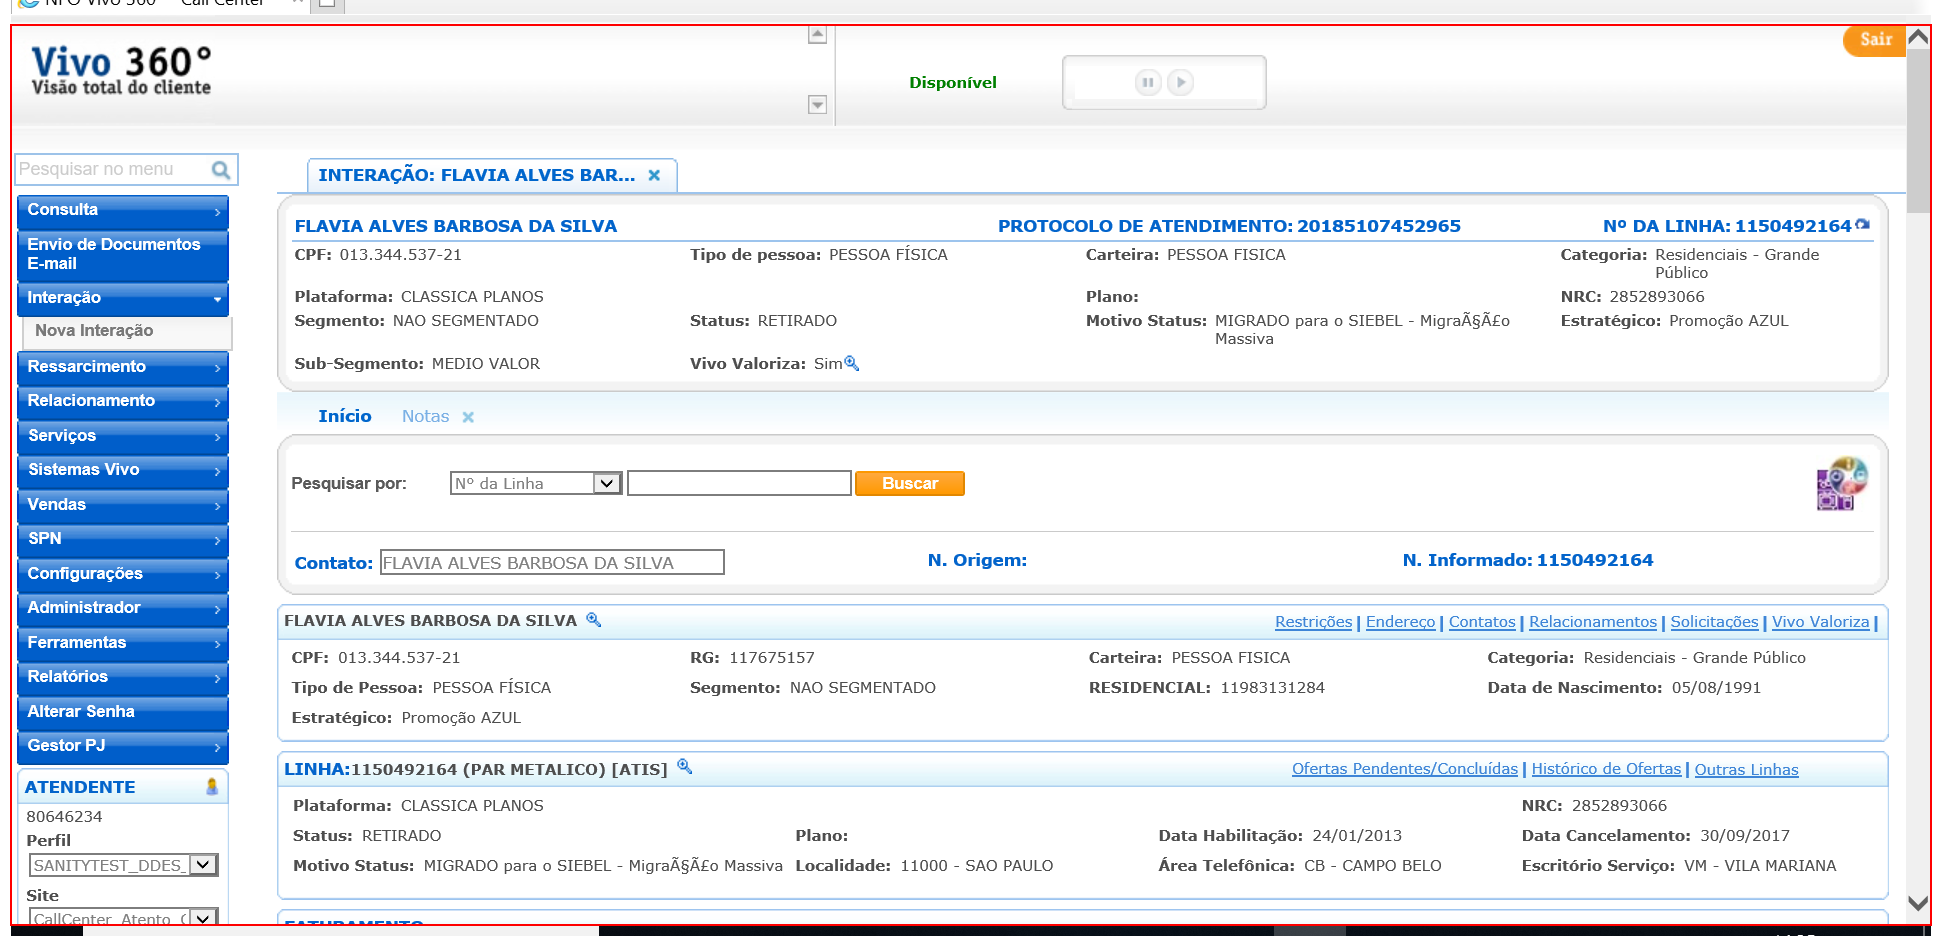 NPO Vivo 360° - Call Center
Vivo 360°
Visão total do cliente
Disponível
Sair
Pesquisar no menu
Consulta
Envio de Documentos
E-mail
Interação
Nova Interação
Ressarcimento
Relacionamento
Serviços
Sistemas Vivo
Vendas
SPN
Configurações
Administrador
Ferramentas
Relatórios
Alterar Senha
Gestor PJ
ATENDENTE
80646234
Perfil
SANITYTEST_DDES_
Site
CallCenter_Atento_
INTERAÇÃO: FLAVIA ALVES BAR...
FLAVIA ALVES BARBOSA DA SILVA PROTOCOLO DE ATENDIMENTO: 20185107452965 Nº DA LINHA: 1150492164
CPF: 013.344.537-21 Tipo de pessoa: PESSOA FÍSICA Carteira: PESSOA FISICA Categoria: Residenciais - Grande
Público
Plataforma: CLASSICA PLANOS Plano: NRC: 2852893066
Segmento: NAO SEGMENTADO Status: RETIRADO Motivo Status: MIGRADO para o SIEBEL - MigraÃ§Ã£o Estratégico: Promoção AZUL
Massiva
Sub-Segmento: MEDIO VALOR Vivo Valoriza: Sim
Início Notas
Pesquisar por: Nº da Linha Buscar
Contato: FLAVIA ALVES BARBOSA DA SILVA N. Origem: N. Informado: 1150492164
FLAVIA ALVES BARBOSA DA SILVA Restrições | Endereço | Contatos | Relacionamentos | Solicitações | Vivo Valoriza |
CPF: 013.344.537-21 RG: 117675157 Carteira: PESSOA FISICA Categoria: Residenciais - Grande Público
Tipo de Pessoa: PESSOA FÍSICA Segmento: NAO SEGMENTADO RESIDENCIAL: 11983131284 Data de Nascimento: 05/08/1991
Estratégico: Promoção AZUL
LINHA:1150492164 (PAR METALICO) [ATIS] Ofertas Pendentes/Concluídas | Histórico de Ofertas | Outras Linhas
Plataforma: CLASSICA PLANOS NRC: 2852893066
Status: RETIRADO Plano: Data Habilitação: 24/01/2013 Data Cancelamento: 30/09/2017
Motivo Status: MIGRADO para o SIEBEL - MigraÃ§Ã£o Massiva Localidade: 11000 - SAO PAULO Área Telefônica: CB - CAMPO BELO Escritório Serviço: VM - VILA MARIANA
FATURAMENTO